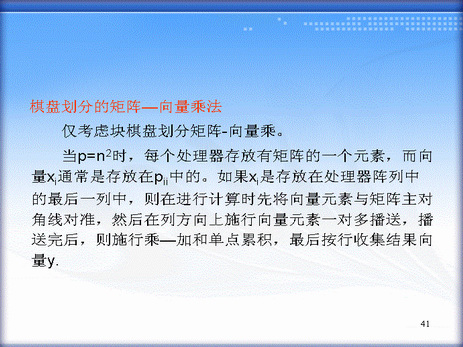 棋盘划分的矩阵—向量乘法
仅考虑块棋盘划分矩阵-向量乘。
当p=n²时，每个处理器存放有矩阵的一个元素，而向
量xᵢ通常是存放在pᵢᵢ中的。如果xᵢ是存放在处理器阵列中
的最后一列中，则在进行计算时先将向量元素与矩阵主对
角线对准，然后在列方向上施行向量元素一对多播送，播
送完后，则施行乘—加和单点累积，最后按行收集结果向
量y.
41